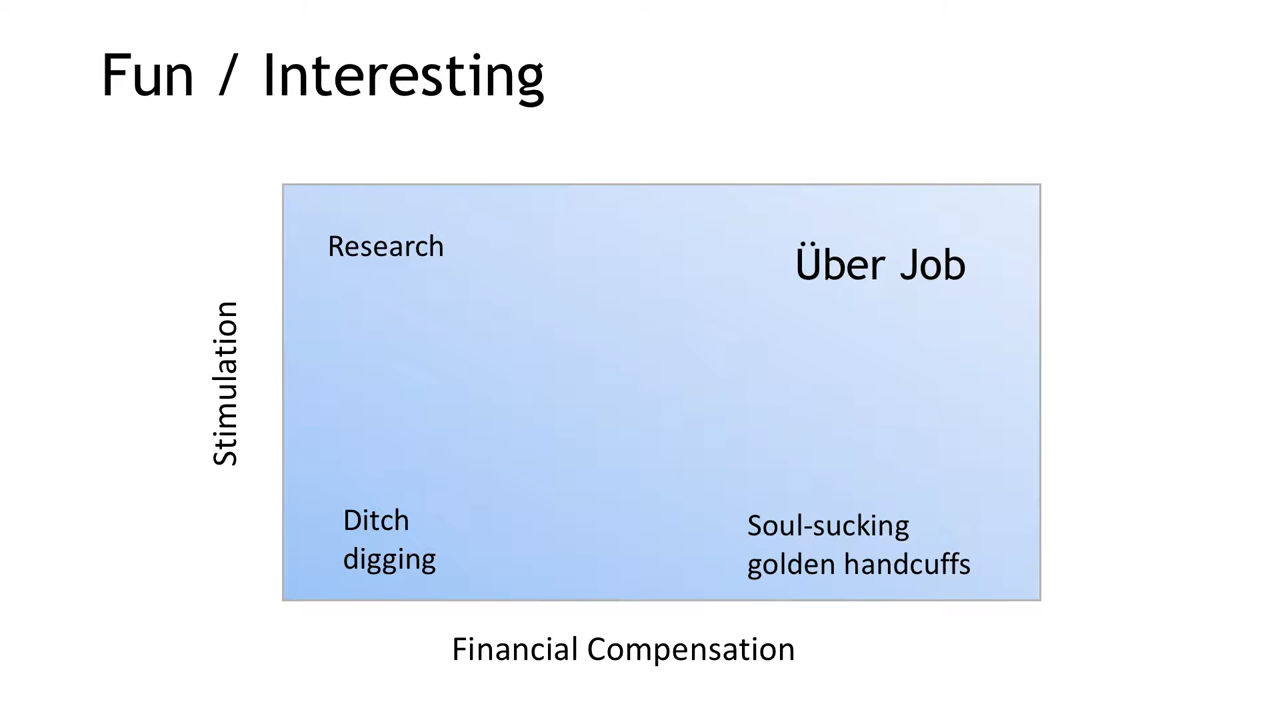 Fun / Interesting
Research
Über Job
Stimulation
Ditch
digging
Soul-sucking
golden handcuffs
Financial Compensation